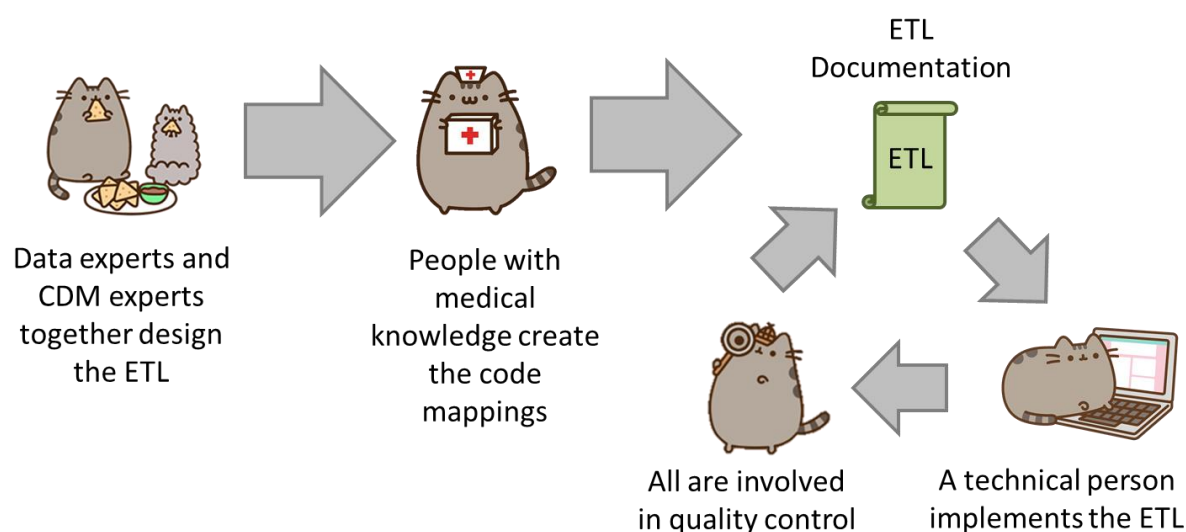 ETL
Documentation
ETL
Data experts and
CDM experts
together design
the ETL
People with
medical
knowledge create
the code
mappings
All are involved
in quality control
A technical person
implements the ETL